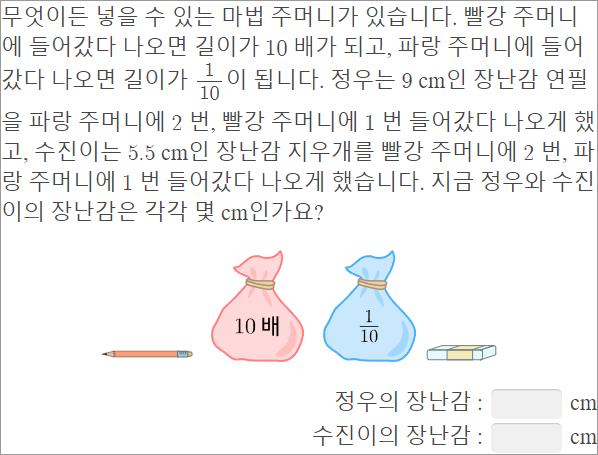 무엇이든 넣을 수 있는 마법 주머니가 있습니다. 빨강 주머니
에 들어갔다 나오면 길이가 10 배가 되고, 파랑 주머니에 들어
갔다 나오면 길이가 1/10 이 됩니다. 정우는 9 cm인 장난감 연필
을 파랑 주머니에 2 번, 빨강 주머니에 1 번 들어갔다 나오게 했
고, 수진이는 5.5 cm인 장난감 지우개를 빨강 주머니에 2 번, 파
랑 주머니에 1 번 들어갔다 나오게 했습니다. 지금 정우와 수진
이의 장난감은 각각 몇 cm인가요?
10 배
1/10
정우의 장난감 : cm
수진이의 장난감 : cm